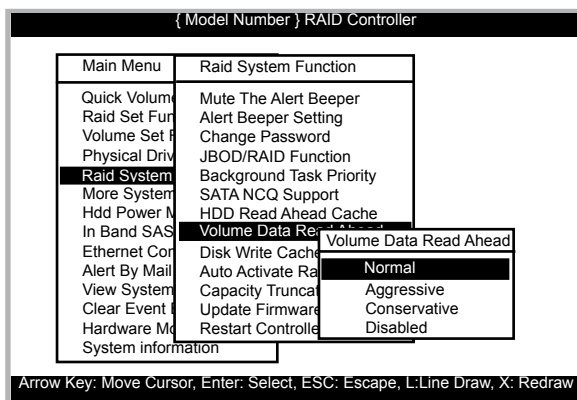 { Model Number } RAID Controller
Main Menu
Quick Volume
Raid Set Fun
Volume Set F
Physical Driv
Raid System
More System
Hdd Power M
In Band SAS
Ethernet Con
Alert By Mail
View System
Clear Event
Hardware Mo
System information
Raid System Function
Mute The Alert Beeper
Alert Beeper Setting
Change Password
JBOD/RAID Function
Background Task Priority
SATA NCQ Support
HDD Read Ahead Cache
Volume Data Read Ahead
Disk Write Cache
Auto Activate Ra
Capacity Truncat
Update Firmware
Restart Controlle
Volume Data Read Ahead
Normal
Aggressive
Conservative
Disabled
Arrow Key: Move Cursor, Enter: Select, ESC: Escape, L:Line Draw, X: Redraw